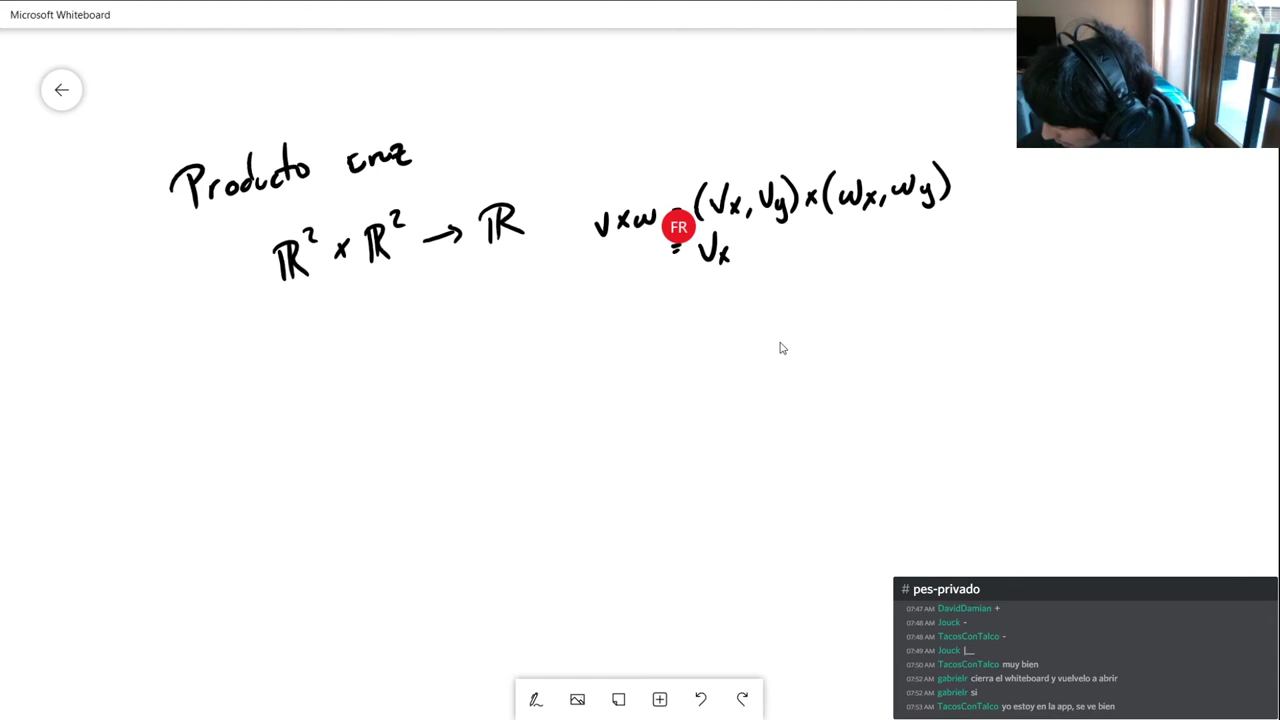 Microsoft Whiteboard
Producto cruz
ℝ² × ℝ² → ℝ
v×w = (Vx, Vy)×(wx, wy)
FR
= Vx
# pes-privado
07:47 AM DavidDamian +
07:48 AM Jouck -
07:48 AM TacosConTalco -
07:49 AM Jouck |__
07:50 AM TacosConTalco muy bien
07:52 AM gabrielr cierra el whiteboard y vuelvelo a abrir
07:52 AM gabrielr si
07:53 AM TacosConTalco yo estoy en la app, se ve bien